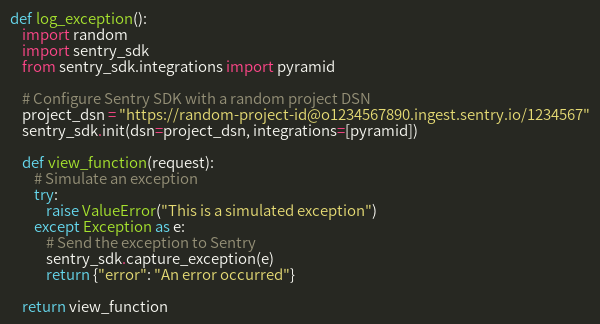 def log_exception():
    import random
    import sentry_sdk
    from sentry_sdk.integrations import pyramid

    # Configure Sentry SDK with a random project DSN
    project_dsn = "https://random-project-id@o1234567890.ingest.sentry.io/1234567"
    sentry_sdk.init(dsn=project_dsn, integrations=[pyramid])

    def view_function(request):
        # Simulate an exception
        try:
            raise ValueError("This is a simulated exception")
        except Exception as e:
            # Send the exception to Sentry
            sentry_sdk.capture_exception(e)
            return {"error": "An error occurred"}

    return view_function